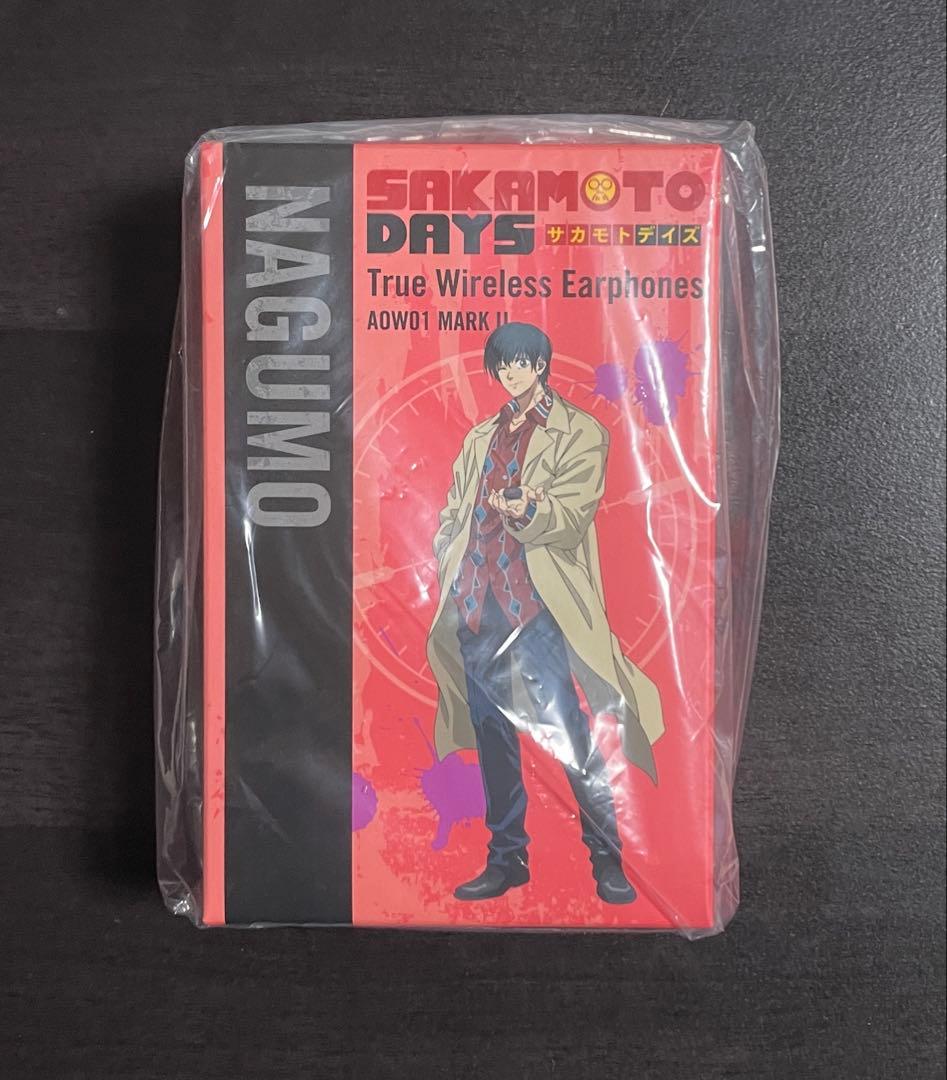 NAGUMO
SAKAMOTO
DAYS サカモトデイズ
True Wireless Earphones
AOW01 MARK II